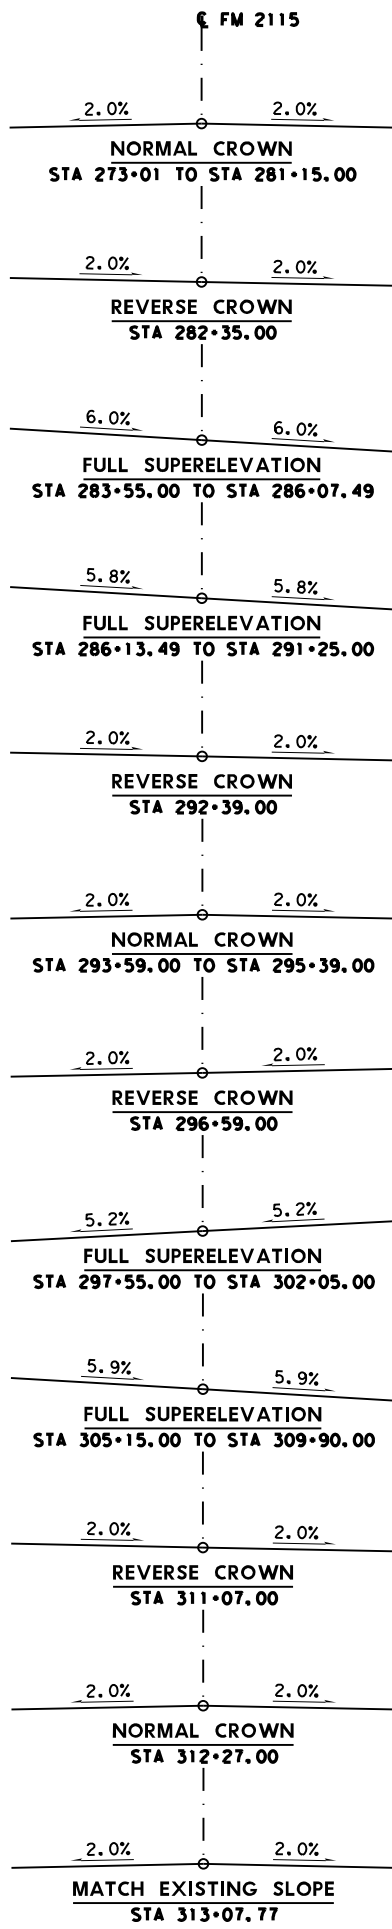 ℄ FM 2115
2.0% 2.0%
NORMAL CROWN
STA 273+01 TO STA 281+15.00
2.0% 2.0%
REVERSE CROWN
STA 282+35.00
6.0% 6.0%
FULL SUPERELEVATION
STA 283+55.00 TO STA 286+07.49
5.8% 5.8%
FULL SUPERELEVATION
STA 286+13.49 TO STA 291+25.00
2.0% 2.0%
REVERSE CROWN
STA 292+39.00
2.0% 2.0%
NORMAL CROWN
STA 293+59.00 TO STA 295+39.00
2.0% 2.0%
REVERSE CROWN
STA 296+59.00
5.2% 5.2%
FULL SUPERELEVATION
STA 297+55.00 TO STA 302+05.00
5.9% 5.9%
FULL SUPERELEVATION
STA 305+15.00 TO STA 309+90.00
2.0% 2.0%
REVERSE CROWN
STA 311+07.00
2.0% 2.0%
NORMAL CROWN
STA 312+27.00
2.0% 2.0%
MATCH EXISTING SLOPE
STA 313+07.77